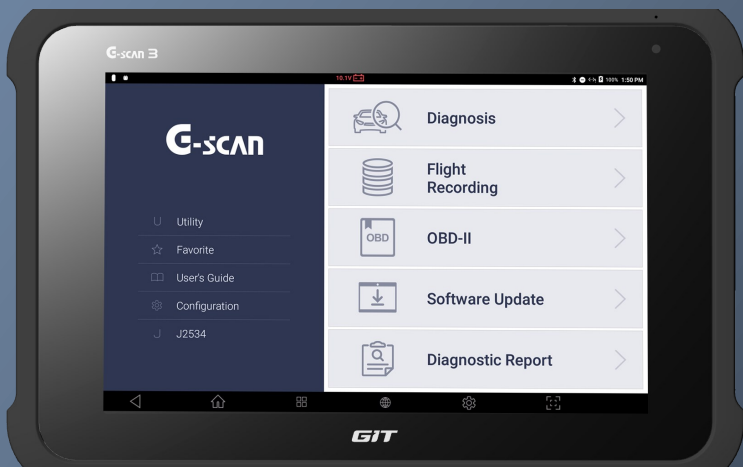 G-scan 3
10.1V
100% 1:50 PM
G-scan
Utility
Favorite
User's Guide
Configuration
U
J
J2534
Diagnosis
Flight
Recording
OBD
OBD-II
Software Update
Diagnostic Report
GIT